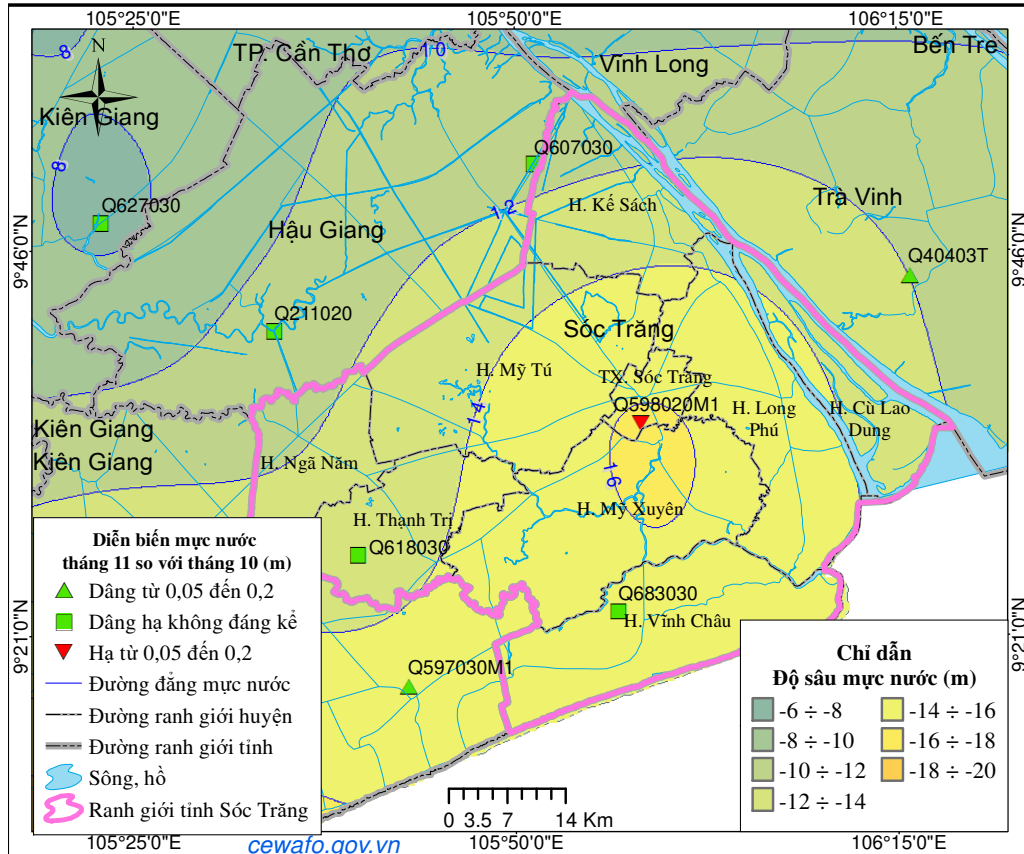 105°25'0"E
105°50'0"E
106°15'0"E
8
10
TP. Cần Thơ
Vĩnh Long
Bến Tre
N
Kiên Giang
8
Q607030
Q627030
12
H. Kế Sách
Trà Vinh
Hậu Giang
9°46'0"N
9°46'0"N
Q40403T
Q211020
Sóc Trăng
H. Mỹ Tú
TX. Sóc Trăng
14
Q598020M1
H. Long
Phú
H. Cù Lao
Dung
Kiên Giang
Kiên Giang
H. Ngã Năm
16
H. Mỹ Xuyên
H. Thạnh Trị
Q618030
Q683030
H. Vĩnh Châu
9°21'0"N
9°21'0"N
Q597030M1
Diễn biến mực nước
tháng 11 so với tháng 10 (m)
Dâng từ 0,05 đến 0,2
Dâng hạ không đáng kể
Hạ từ 0,05 đến 0,2
Đường đẳng mực nước
Đường ranh giới huyện
Đường ranh giới tỉnh
Sông, hồ
Ranh giới tỉnh Sóc Trăng
Chỉ dẫn
Độ sâu mực nước (m)
-6 ÷ -8
-8 ÷ -10
-10 ÷ -12
-12 ÷ -14
-14 ÷ -16
-16 ÷ -18
-18 ÷ -20
0 3.5 7 14 Km
105°25'0"E
cewafo.gov.vn
105°50'0"E
106°15'0"E